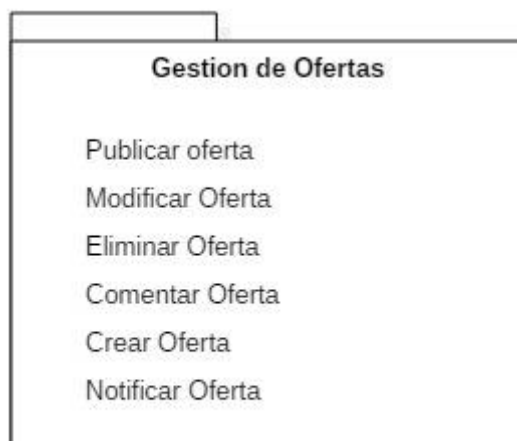 Gestion de Ofertas
Publicar oferta
Modificar Oferta
Eliminar Oferta
Comentar Oferta
Crear Oferta
Notificar Oferta